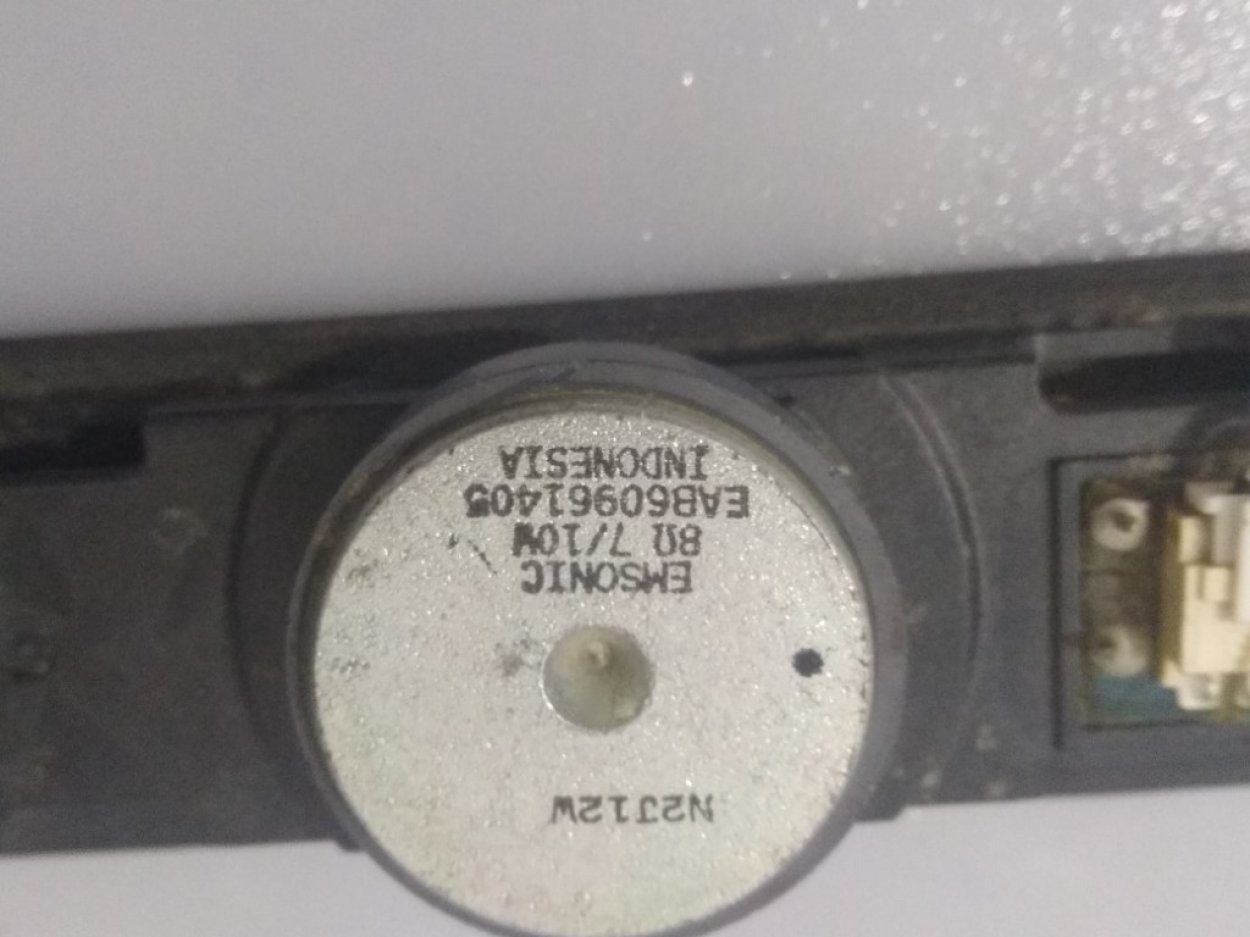 EMSONIC
8Ω 7/10W
EAB60961405
INDONESIA
N2J12W